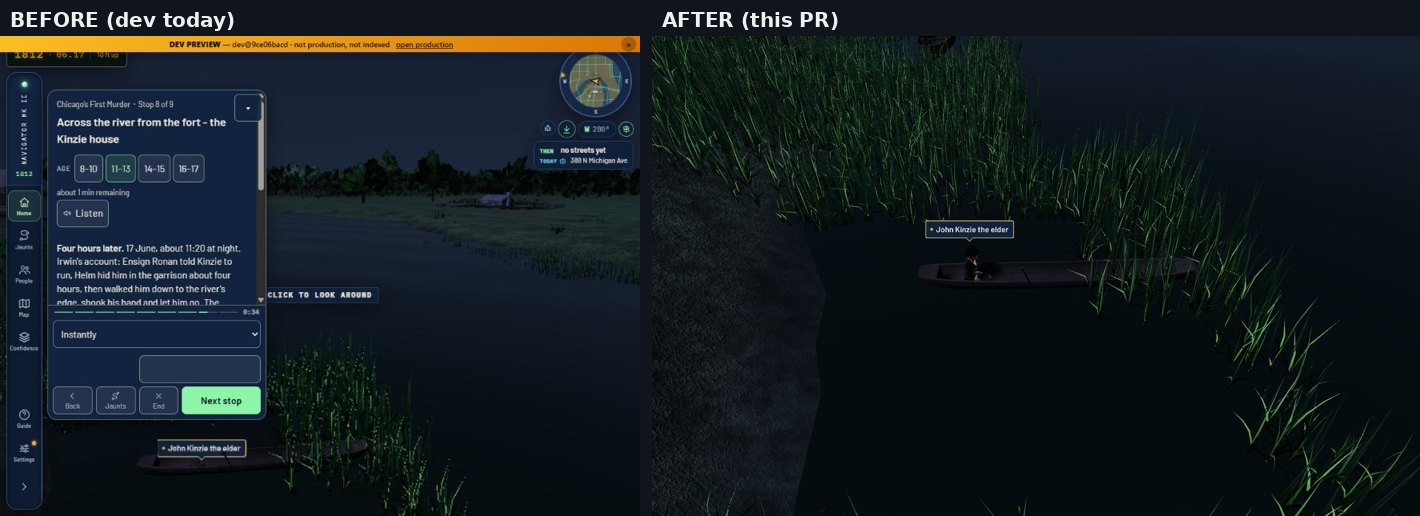 BEFORE (dev today)
AFTER (this PR)
DEV PREVIEW — dev@9ce06bacd · not production, not indexed open production ×
1812 · 06.17
NAVIGATOR MK II
1812
Home
Jaunts
People
Map
Confidence
Guide
Settings
Chicago's First Murder · Stop 8 of 9
Across the river from the fort – the
Kinzie house
AGE 8–10 11–13 14–15 16–17
about 1 min remaining
Listen
Four hours later. 17 June, about 11:20 at night.
Irwin's account: Ensign Ronan told Kinzie to
run, Helm hid him in the garrison about four
hours, then walked him down to the river's
edge, shook his hand and let him go. The
0:34
Instantly
Back
Jaunts
End
Next stop
CLICK TO LOOK AROUND
W
E
S
280°
THEN no streets yet
TODAY 380 N Michigan Ave
John Kinzie the elder
John Kinzie the elder